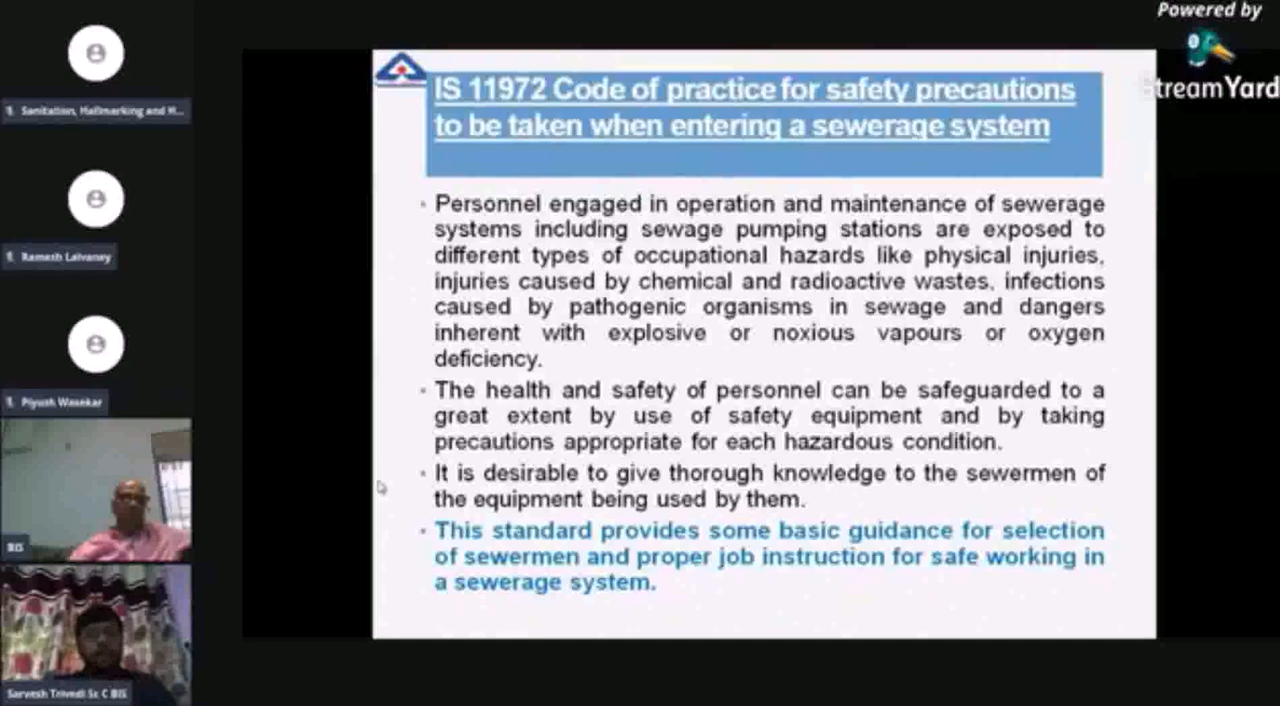 Powered by
StreamYard
Sanitation, Hallmarking and H...
Ramesh Lalvaney
Piyush Wasekar
BIS
Sarvesh Trivedi Sc C BIS
IS 11972 Code of practice for safety precautions
to be taken when entering a sewerage system
Personnel engaged in operation and maintenance of sewerage
systems including sewage pumping stations are exposed to
different types of occupational hazards like physical injuries,
injuries caused by chemical and radioactive wastes, infections
caused by pathogenic organisms in sewage and dangers
inherent with explosive or noxious vapours or oxygen
deficiency.
The health and safety of personnel can be safeguarded to a
great extent by use of safety equipment and by taking
precautions appropriate for each hazardous condition.
It is desirable to give thorough knowledge to the sewermen of
the equipment being used by them.
This standard provides some basic guidance for selection
of sewermen and proper job instruction for safe working in
a sewerage system.